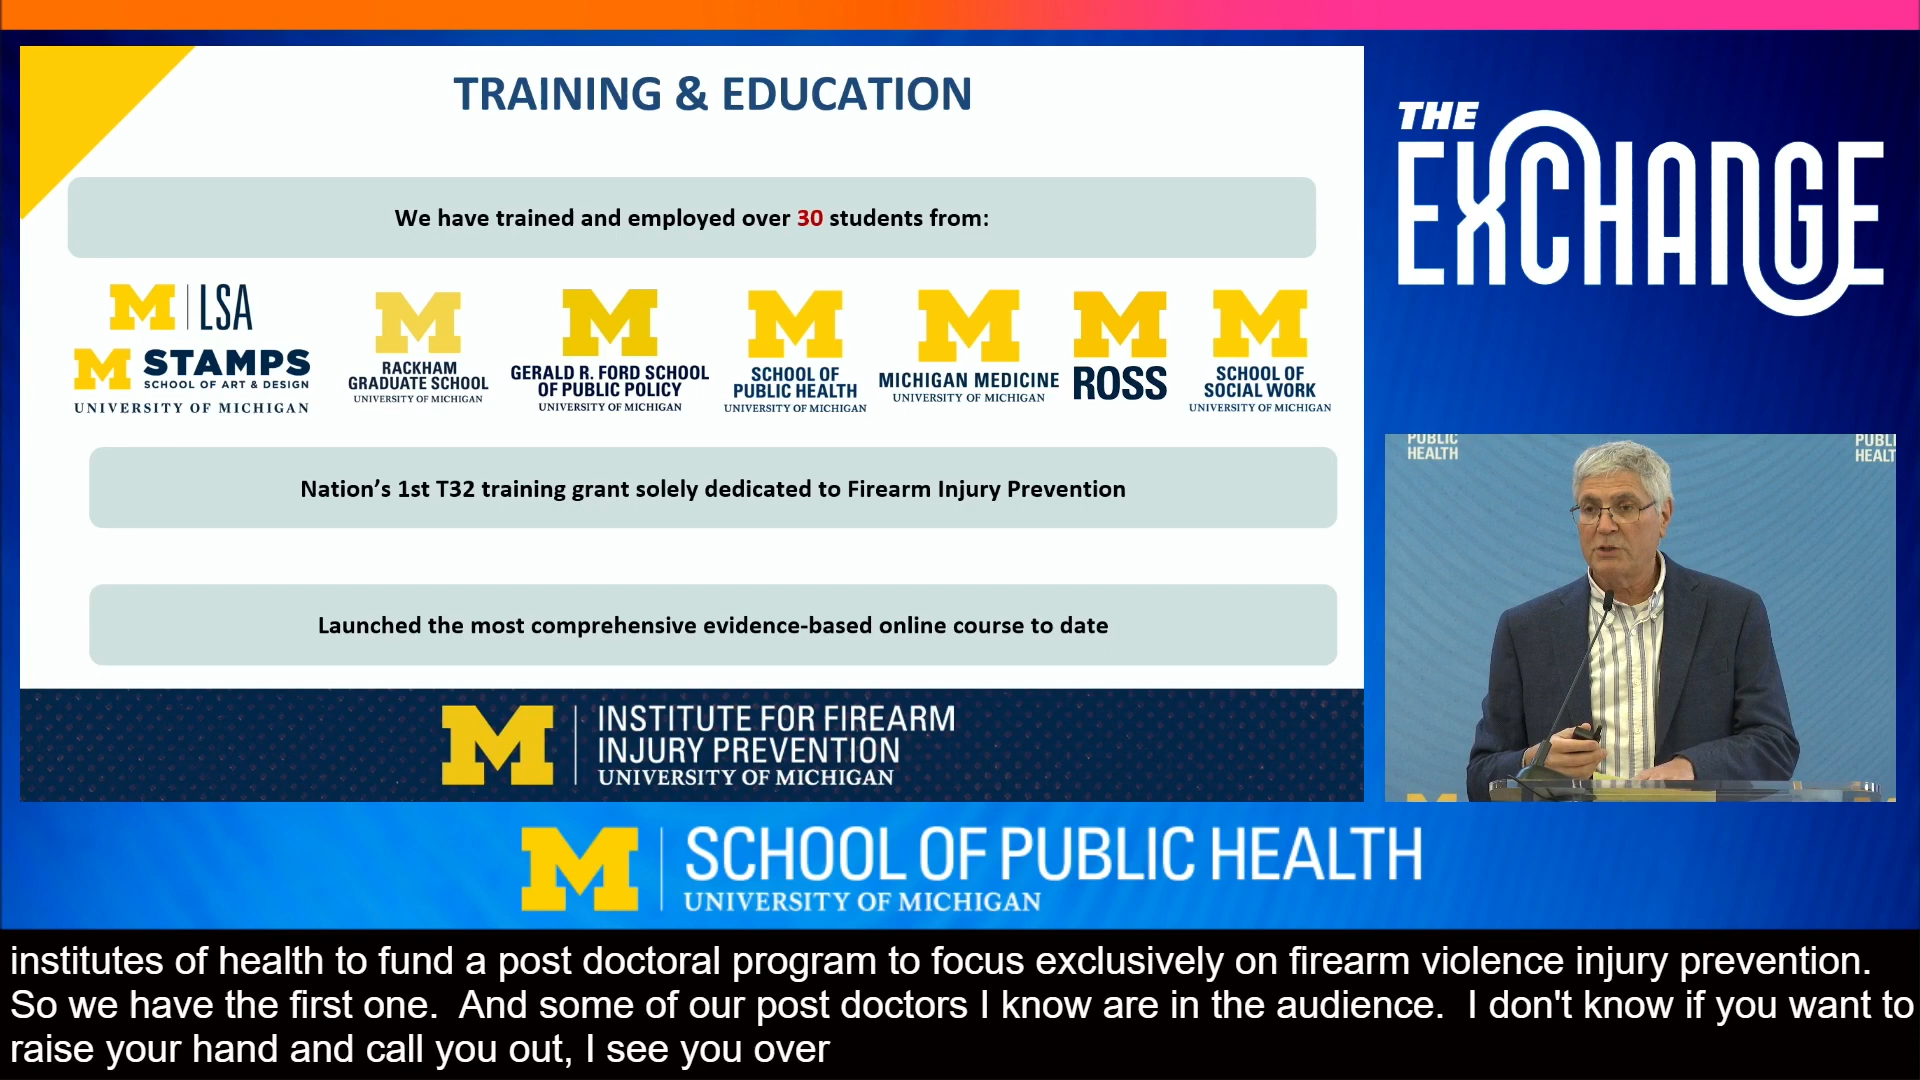 TRAINING & EDUCATION
We have trained and employed over 30 students from:
M | LSA
M STAMPS
SCHOOL OF ART & DESIGN
UNIVERSITY OF MICHIGAN
M
RACKHAM
GRADUATE SCHOOL
UNIVERSITY OF MICHIGAN
M
GERALD R. FORD SCHOOL
OF PUBLIC POLICY
UNIVERSITY OF MICHIGAN
M
SCHOOL OF
PUBLIC HEALTH
UNIVERSITY OF MICHIGAN
M
MICHIGAN MEDICINE
UNIVERSITY OF MICHIGAN
M
ROSS
M
SCHOOL OF
SOCIAL WORK
UNIVERSITY OF MICHIGAN
Nation's 1st T32 training grant solely dedicated to Firearm Injury Prevention
Launched the most comprehensive evidence-based online course to date
M
INSTITUTE FOR FIREARM
INJURY PREVENTION
UNIVERSITY OF MICHIGAN
THE
EXCHANGE
PUBLIC
HEALTH
PUBLI
HEALT
M
SCHOOL OF PUBLIC HEALTH
UNIVERSITY OF MICHIGAN
institutes of health to fund a post doctoral program to focus exclusively on firearm violence injury prevention.
So we have the first one.  And some of our post doctors I know are in the audience.  I don't know if you want to
raise your hand and call you out, I see you over